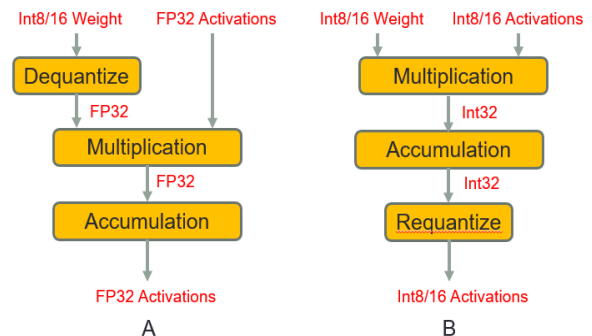 Int8/16 Weight
FP32 Activations
Dequantize
FP32
Multiplication
FP32
Accumulation
FP32 Activations
A
Int8/16 Weight
Int8/16 Activations
Multiplication
Int32
Accumulation
Int32
Requantize
Int8/16 Activations
B